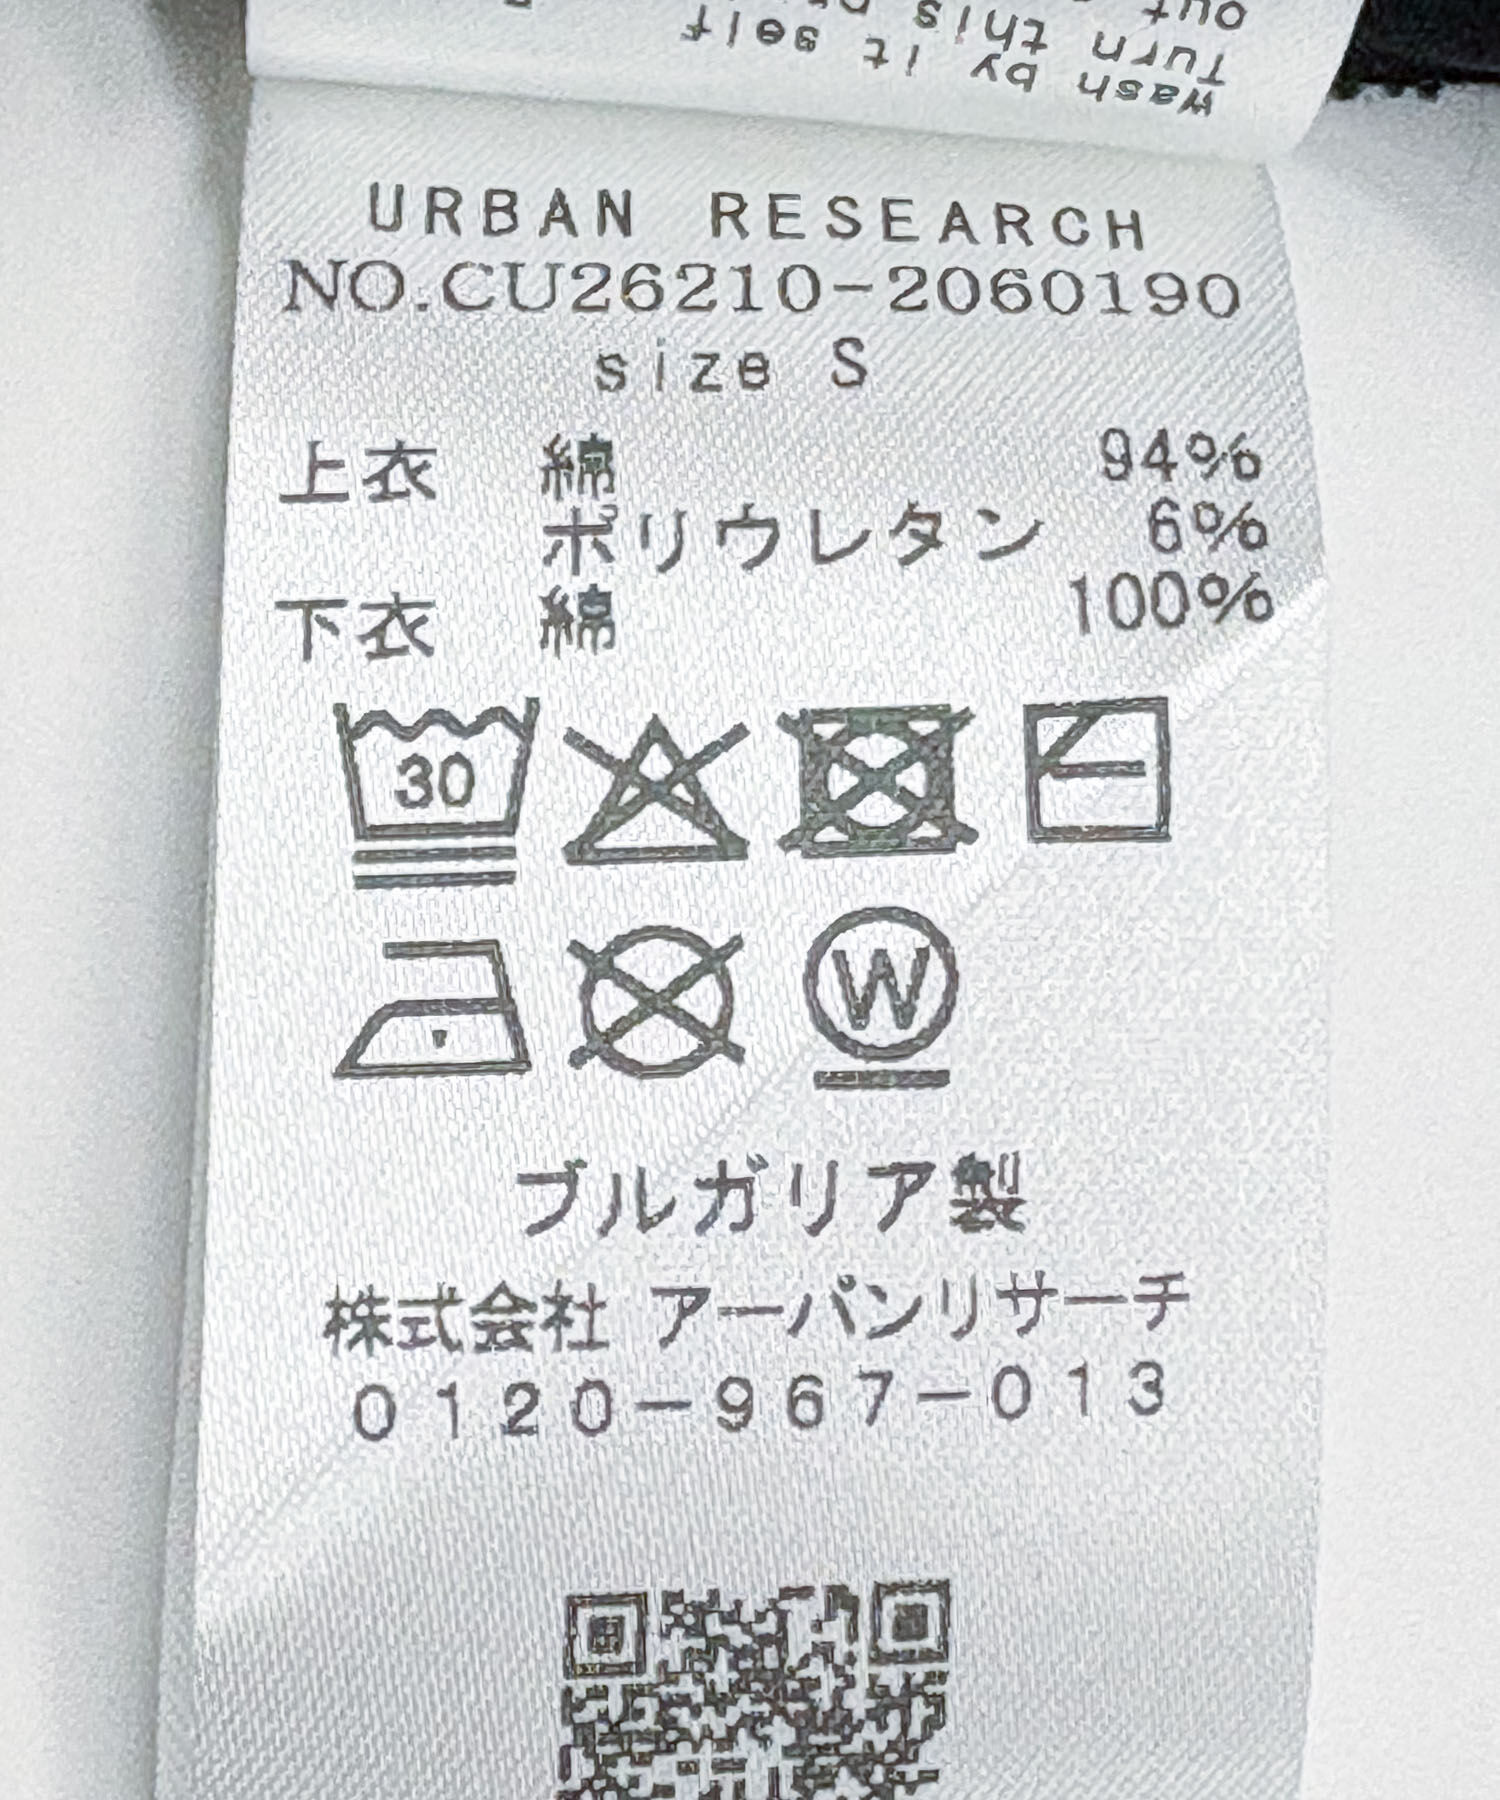 Wash by it self
Turn this
out
URBAN RESEARCH
NO.CU26210-2060190
size S
上衣 綿 94%
ポリウレタン 6%
下衣 綿 100%
30
W
ブルガリア製
株式会社 アーバンリサーチ
0120-967-013